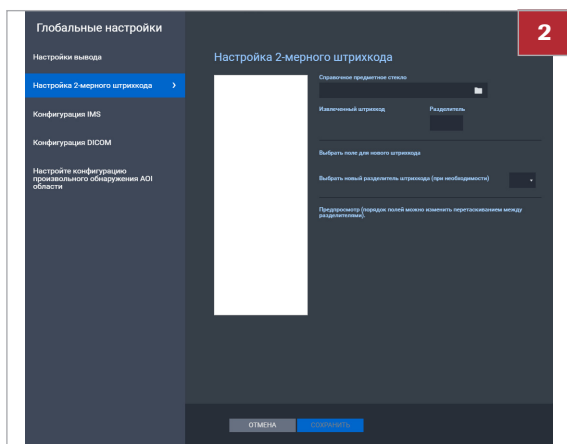 Глобальные настройки
2
Настройки вывода
Настройка 2-мерного штрихкода
Настройка 2-мерного штрихкода
Справочное предметное стекло
Извлеченный штрихкод Разделитель
Конфигурация IMS
Конфигурация DICOM
Выбрать поле для нового штрихкода
Настройте конфигурацию
произвольного обнаружения AOI
области
Выбрать новый разделитель штрихкода (при необходимости)
Предпросмотр (порядок полей можно изменить перетаскиванием между
разделителями).
ОТМЕНА СОХРАНИТЬ